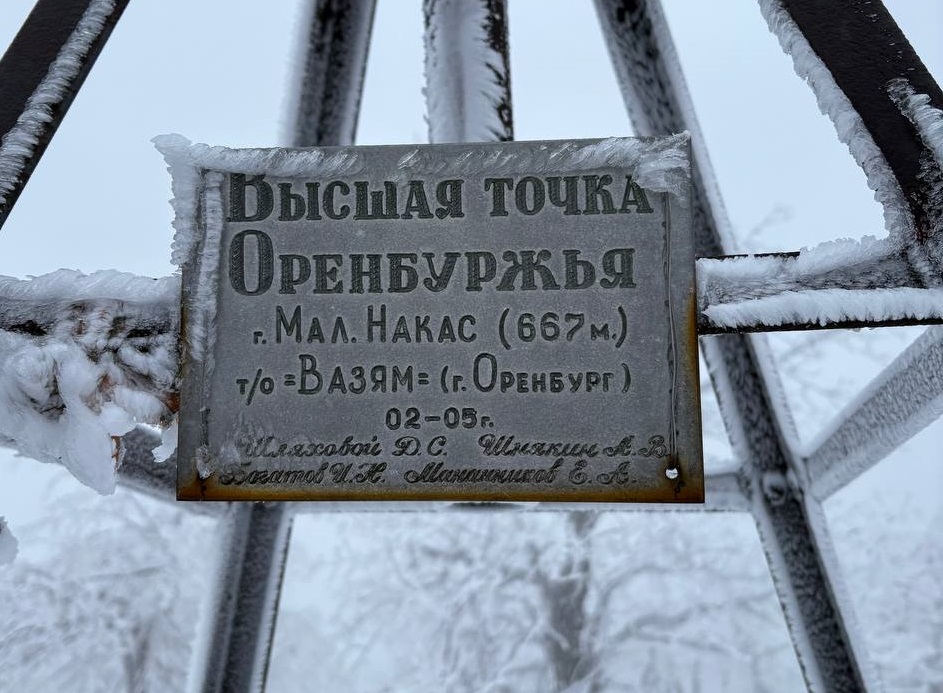 Высшая точка
Оренбуржья
г. Мал. Накас (667м.)
т/о =Вазям= (г. Оренбург)
02-05г.
Шляховой Д.С. Шнякин А.В.
Богатов И.Н. Мананников Е.А.